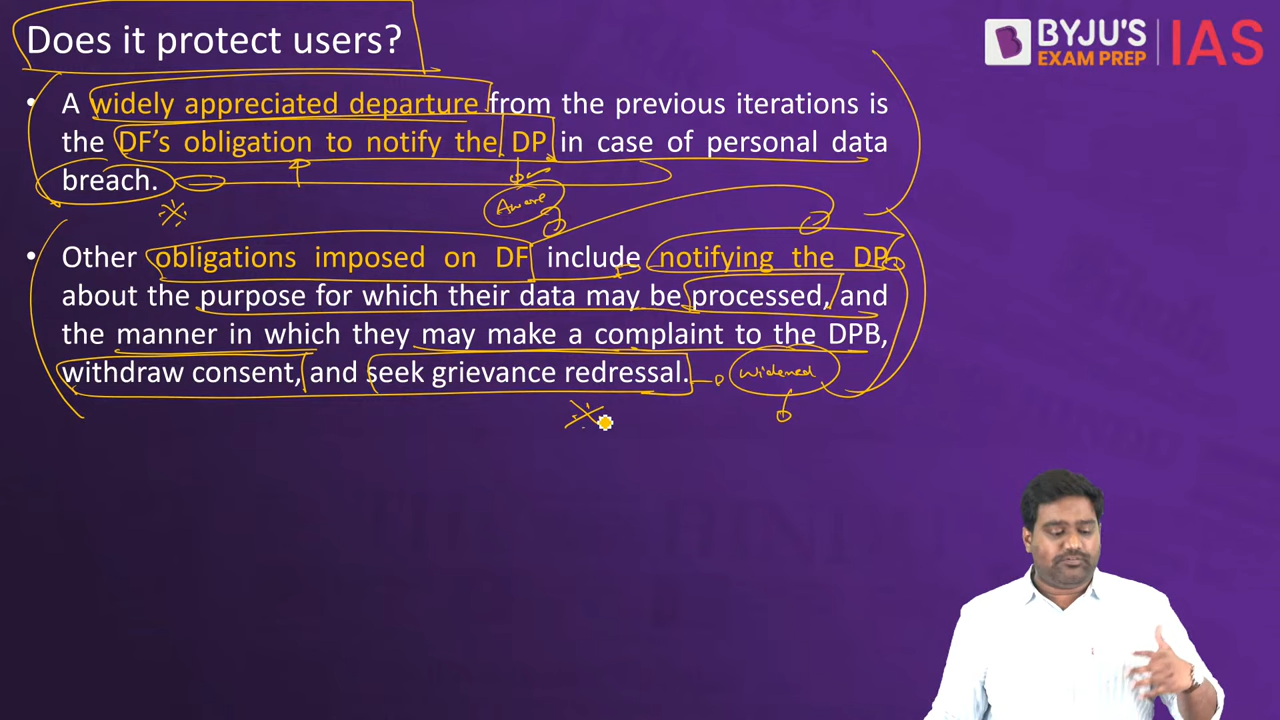 Does it protect users?
BYJU'S
EXAM PREP
IAS
• A widely appreciated departure from the previous iterations is
the DF's obligation to notify the DP in case of personal data
breach.
Aware
• Other obligations imposed on DF include notifying the DP
about the purpose for which their data may be processed, and
the manner in which they may make a complaint to the DPB,
withdraw consent, and seek grievance redressal.
Widened